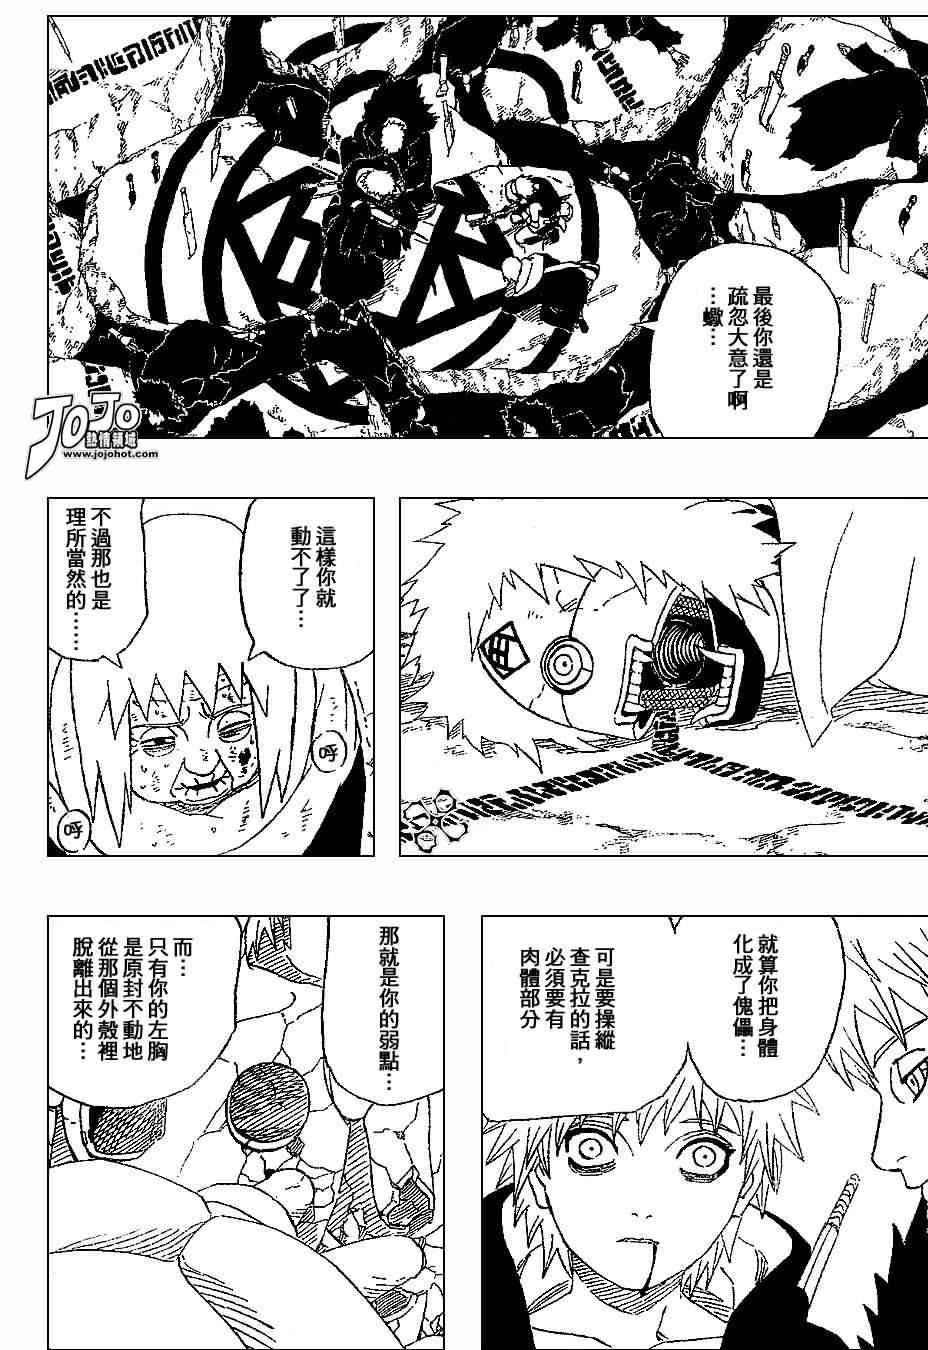 最後你還是
疏忽大意了啊
…蠍…
JOJO
熱情領域
www.jojohot.com
這樣你就
動不了了…
不過那也是
理所當然的……
呼
呼
就算你把身體
化成了傀儡…
可是要操縱
查克拉的話，
必須要有
肉體部分
那就是你的弱點…
而…
只有你的左胸
是原封不動地
從那個外殼裡
脫離出來的…